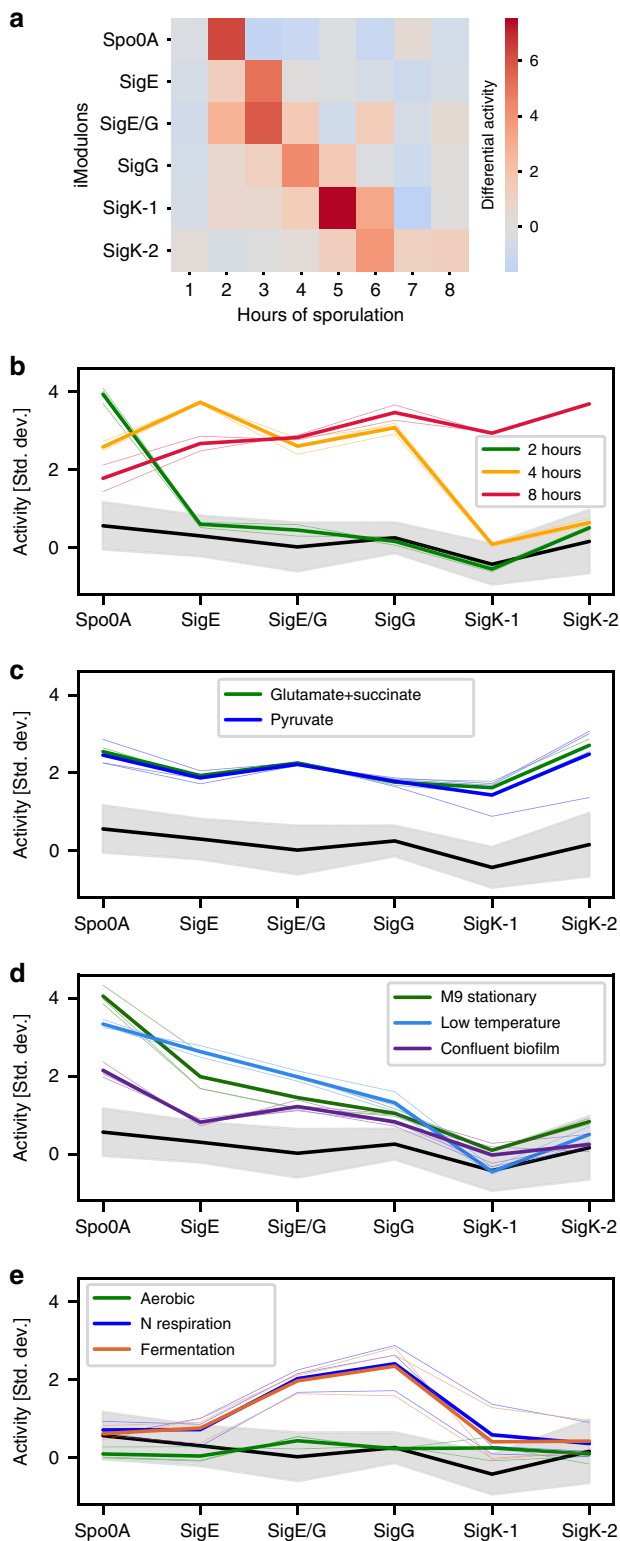 a
Spo0A
SigE
SigE/G
SigG
SigK-1
SigK-2
iModulons
1 2 3 4 5 6 7 8
Hours of sporulation
6
4
2
0
Differential activity
b
4
2
0
Activity [Std. dev.]
2 hours
4 hours
8 hours
Spo0A SigE SigE/G SigG SigK-1 SigK-2
c
4
2
0
Activity [Std. dev.]
Glutamate+succinate
Pyruvate
Spo0A SigE SigE/G SigG SigK-1 SigK-2
d
4
2
0
Activity [Std. dev.]
M9 stationary
Low temperature
Confluent biofilm
Spo0A SigE SigE/G SigG SigK-1 SigK-2
e
4
2
0
Activity [Std. dev.]
Aerobic
N respiration
Fermentation
Spo0A SigE SigE/G SigG SigK-1 SigK-2